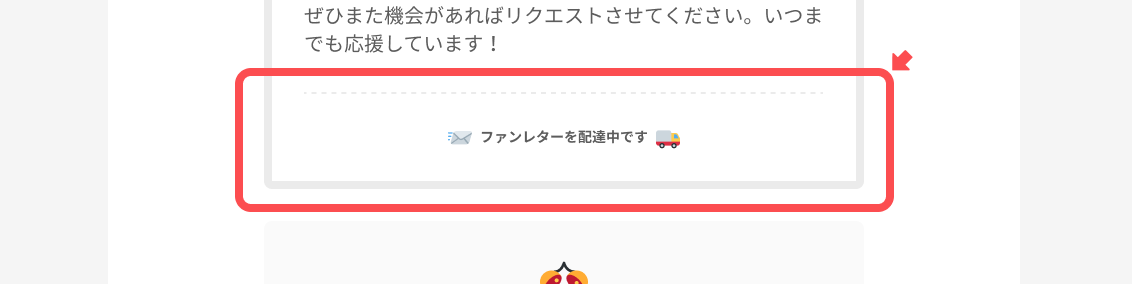 ぜひまた機会があればリクエストさせてください。いつま
でも応援しています！
ファンレターを配達中です